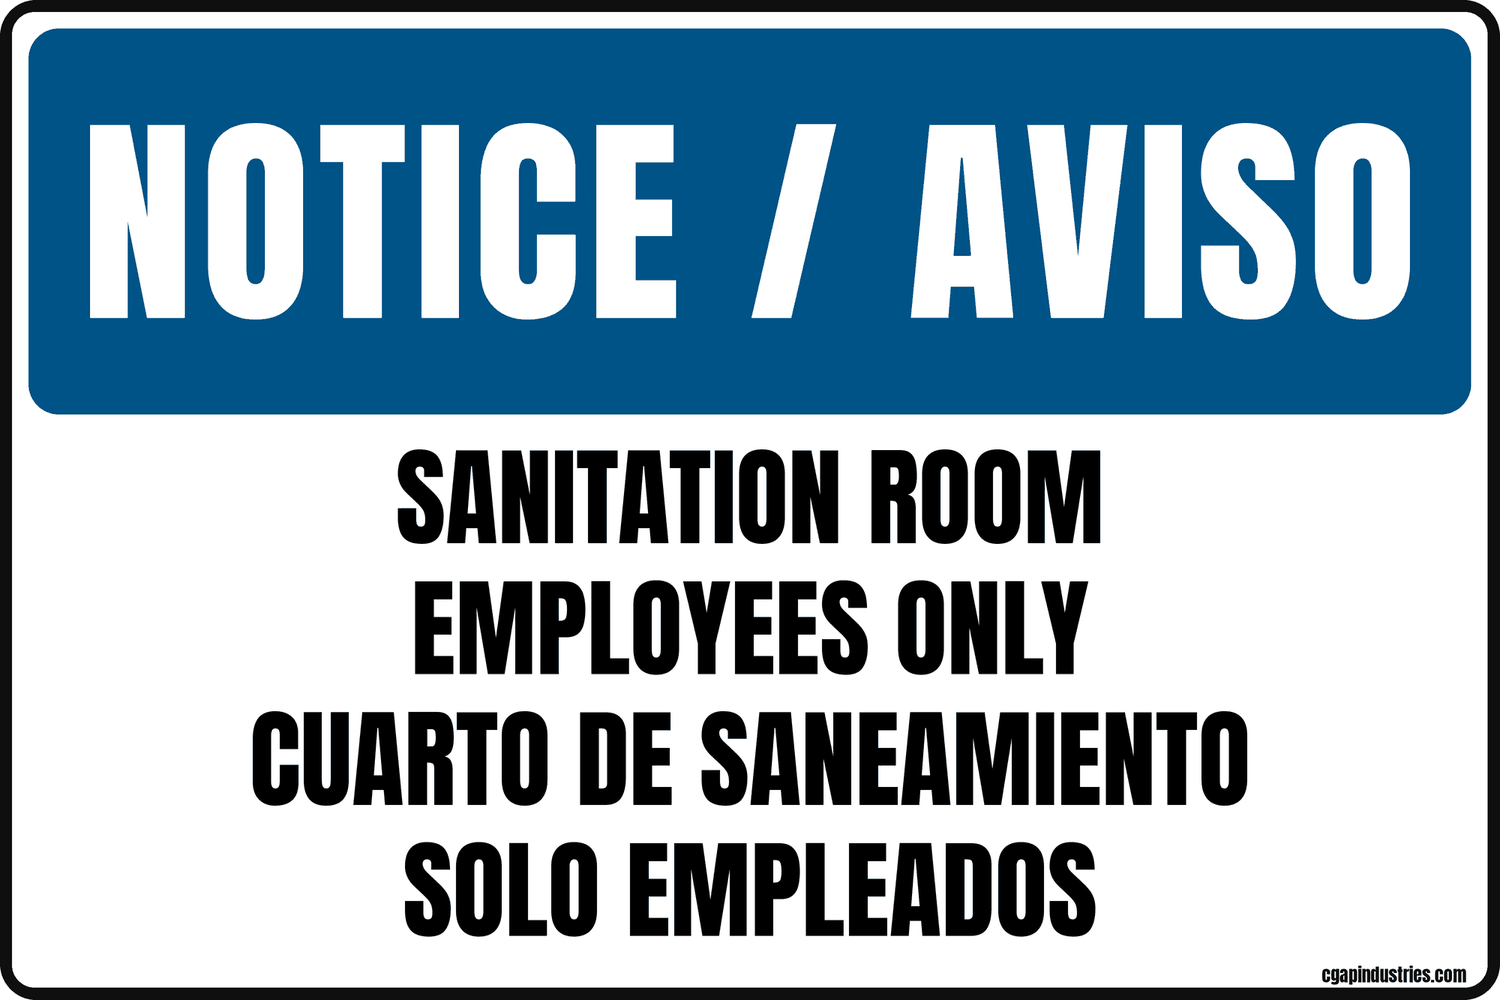 NOTICE / AVISO
SANITATION ROOM
EMPLOYEES ONLY
CUARTO DE SANEAMIENTO
SOLO EMPLEADOS
cgapindustries.com